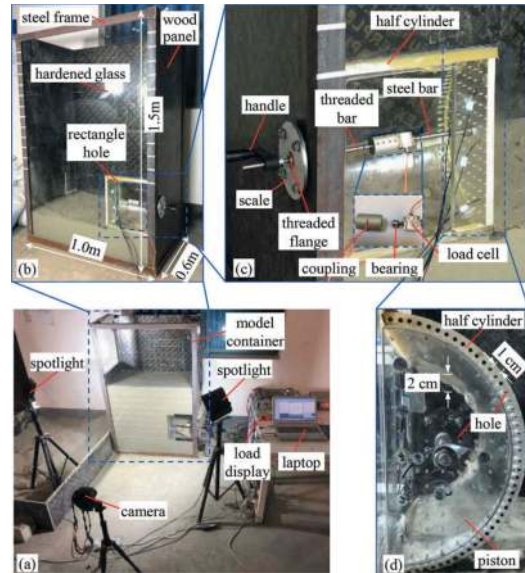 steel frame
wood
panel
hardened glass
1.5m
rectangle
hole
1.0m
0.6m
(b)
half cylinder
threaded
bar
steel bar
handle
scale
threaded
flange
coupling
bearing
load cell
(c)
model
container
spotlight
spotlight
load
display
laptop
camera
(a)
half cylinder
1 cm
2 cm
hole
piston
(d)